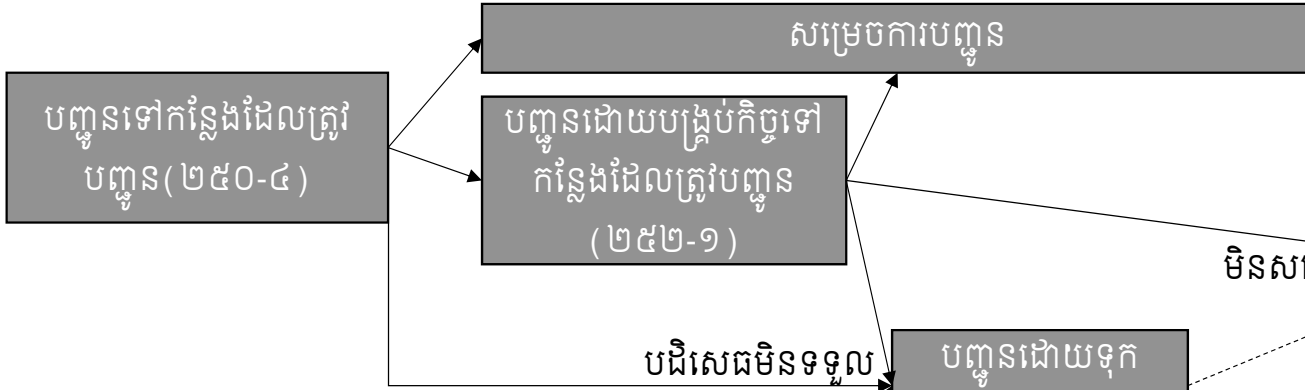 សម្រេចការបញ្ជូន
បញ្ជូនទៅកន្លែងដែលត្រូវ
បញ្ជូន(២៥០-៤)
បញ្ជូនដោយបង្គ្រប់កិច្ចទៅ
កន្លែងដែលត្រូវបញ្ជូន
(២៥២-១)
បដិសេធមិនទទួល
បញ្ជូនដោយទុក